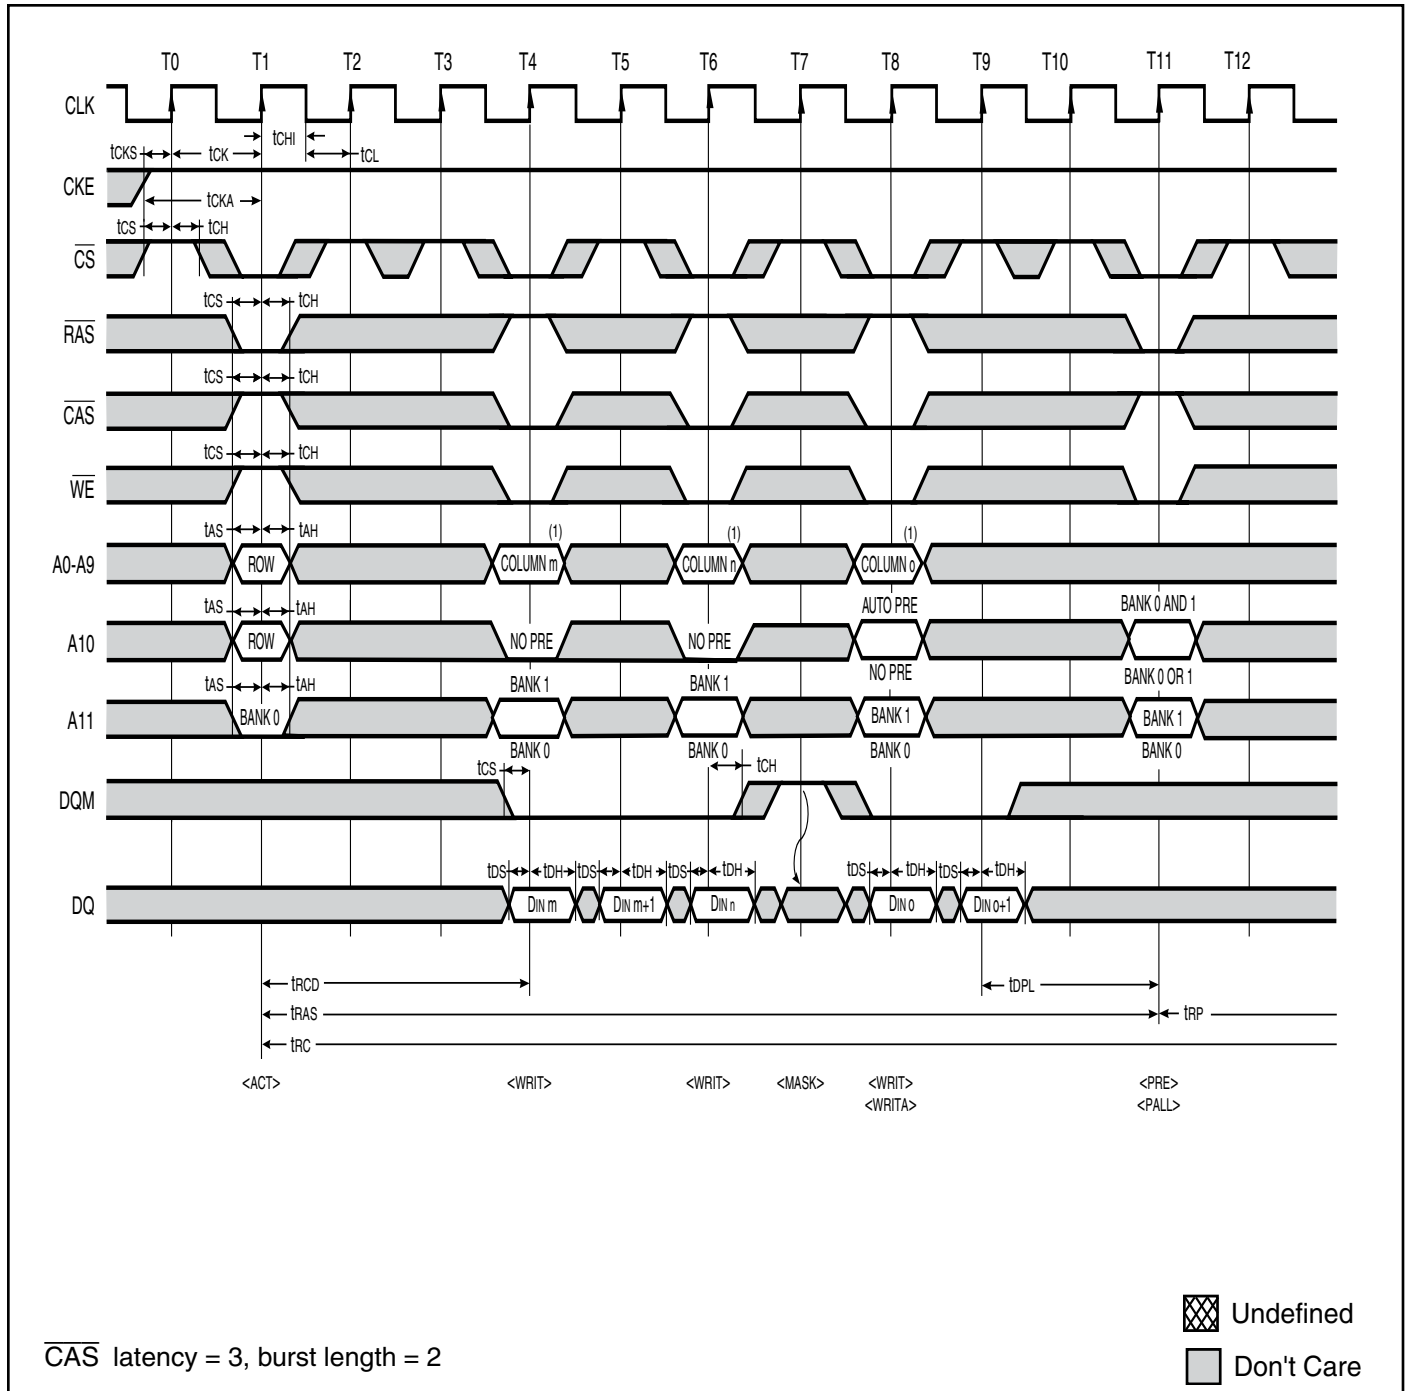 T0 T1 T2 T3 T4 T5 T6 T7 T8 T9 T10 T11 T12
CLK
tCHI
tCKS tCK tCL
CKE
tCKA
tCS tCH
CS
tCS tCH
RAS
tCS tCH
CAS
tCS tCH
WE
tAS tAH (1) (1) (1)
A0-A9 ROW COLUMN m COLUMN n COLUMN o
tAS tAH AUTO PRE BANK 0 AND 1
A10 ROW NO PRE NO PRE
NO PRE BANK 0 OR 1
tAS tAH BANK 1 BANK 1
A11 BANK 0 BANK 1 BANK 1
BANK 0 BANK 0 BANK 0 BANK 0
tCS tCH
DQM
tDS tDH tDS tDH tDS tDH tDS tDH tDS tDH
DQ DIN m DIN m+1 DIN n DIN o DIN o+1
tRCD tDPL
tRAS tRP
tRC
<ACT> <WRIT> <WRIT> <MASK> <WRIT> <PRE>
<WRITA> <PALL>
Undefined
CAS latency = 3, burst length = 2
Don't Care